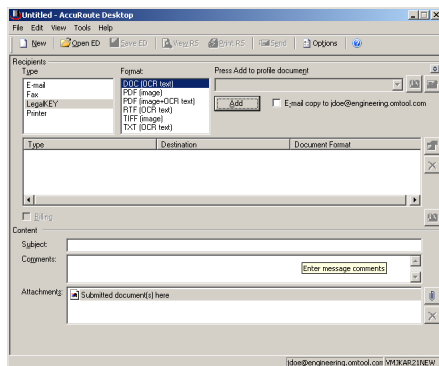 Untitled - AccuRoute Desktop
File Edit View Tools Help
New Open ED Save ED View RS Print RS Send Options
Recipients
Type Format: Press Add to profile document
E-mail
Fax
LegalKEY
Printer
DOC (OCR text)
PDF (image)
PDF (image+OCR text)
RTF (OCR text)
TIFF (image)
TXT (OCR text)
Add E-mail copy to jdoe@engineering.omtool.com
Type Destination Document Format
Billing
Content
Subject:
Comments:
Enter message comments
Attachments: Submitted document(s) here
jdoe@engineering.omtool.com VMJKAR21NEW